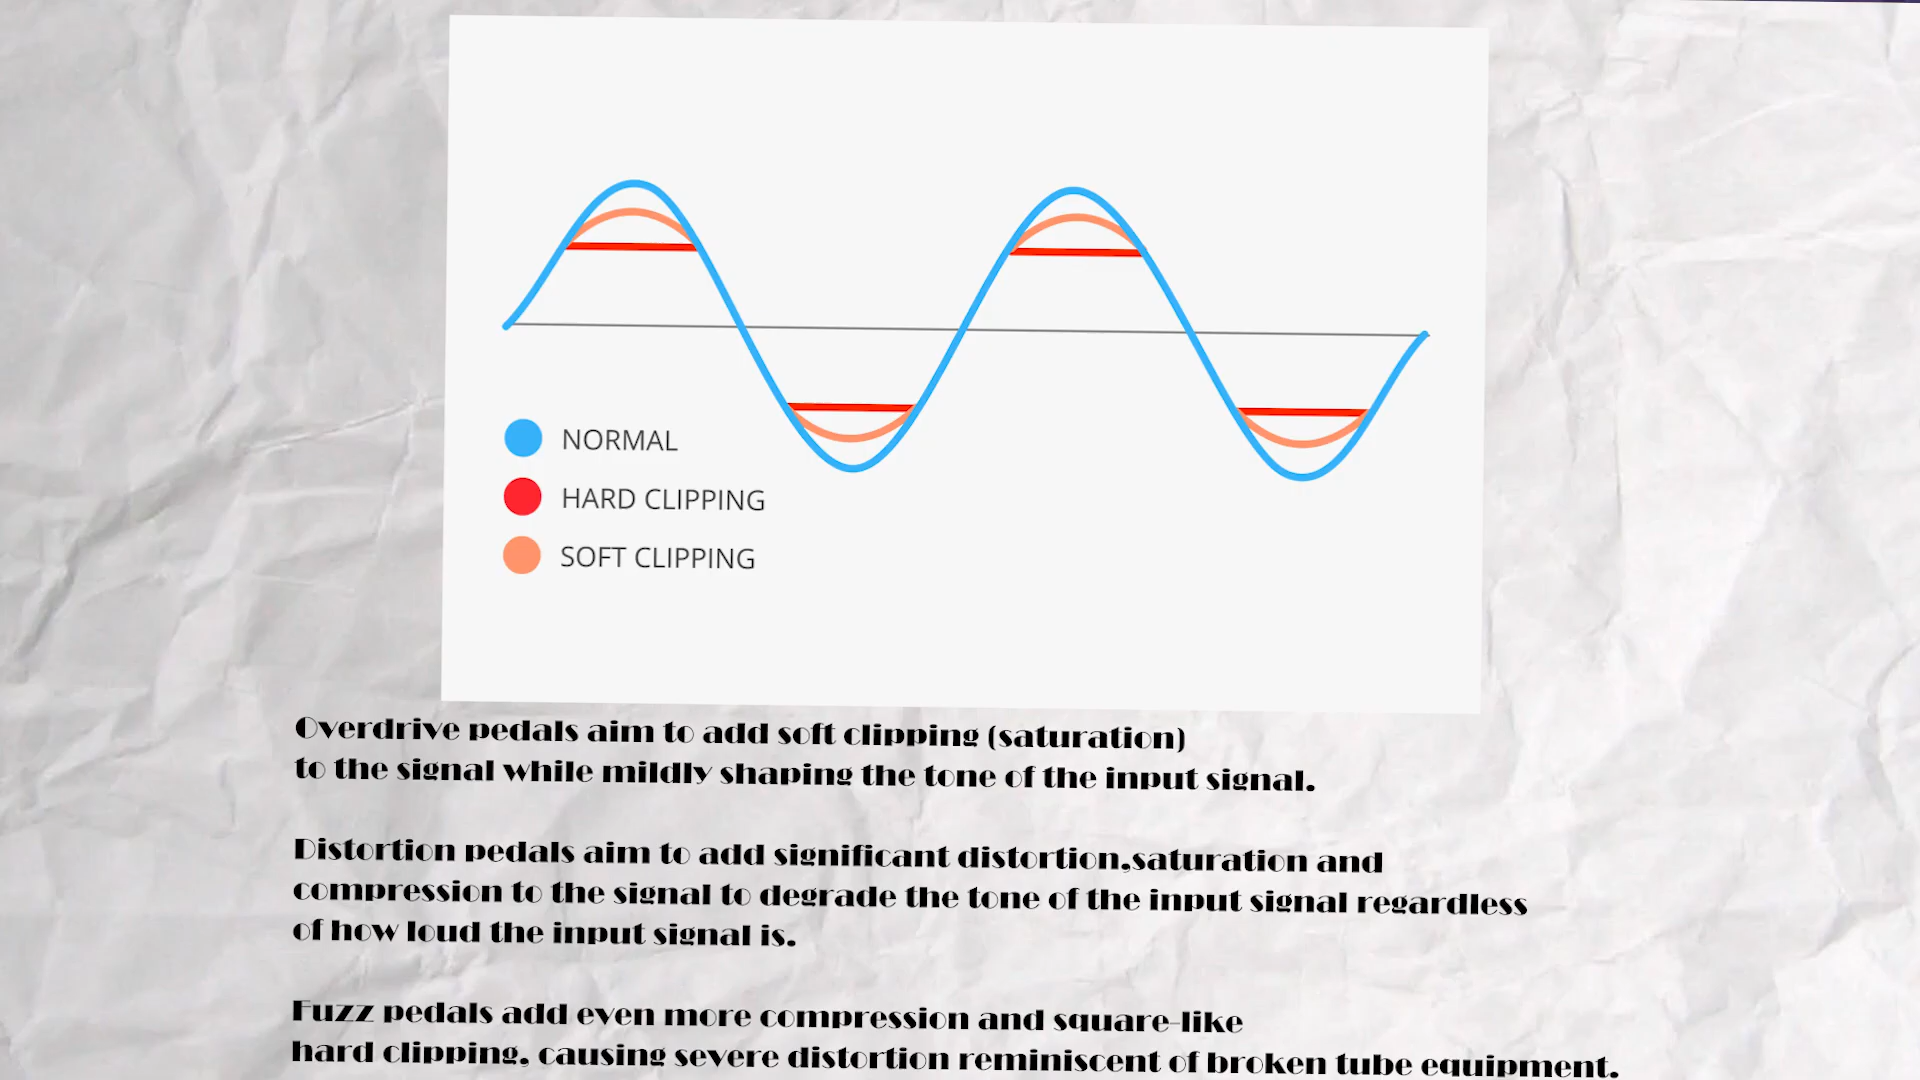 NORMAL
HARD CLIPPING
SOFT CLIPPING
Overdrive pedals aim to add soft clipping (saturation)
to the signal while mildly shaping the tone of the input signal.
Distortion pedals aim to add significant distortion,saturation and
compression to the signal to degrade the tone of the input signal regardless
of how loud the input signal is.
Fuzz pedals add even more compression and square-like
hard clipping, causing severe distortion reminiscent of broken tube equipment.